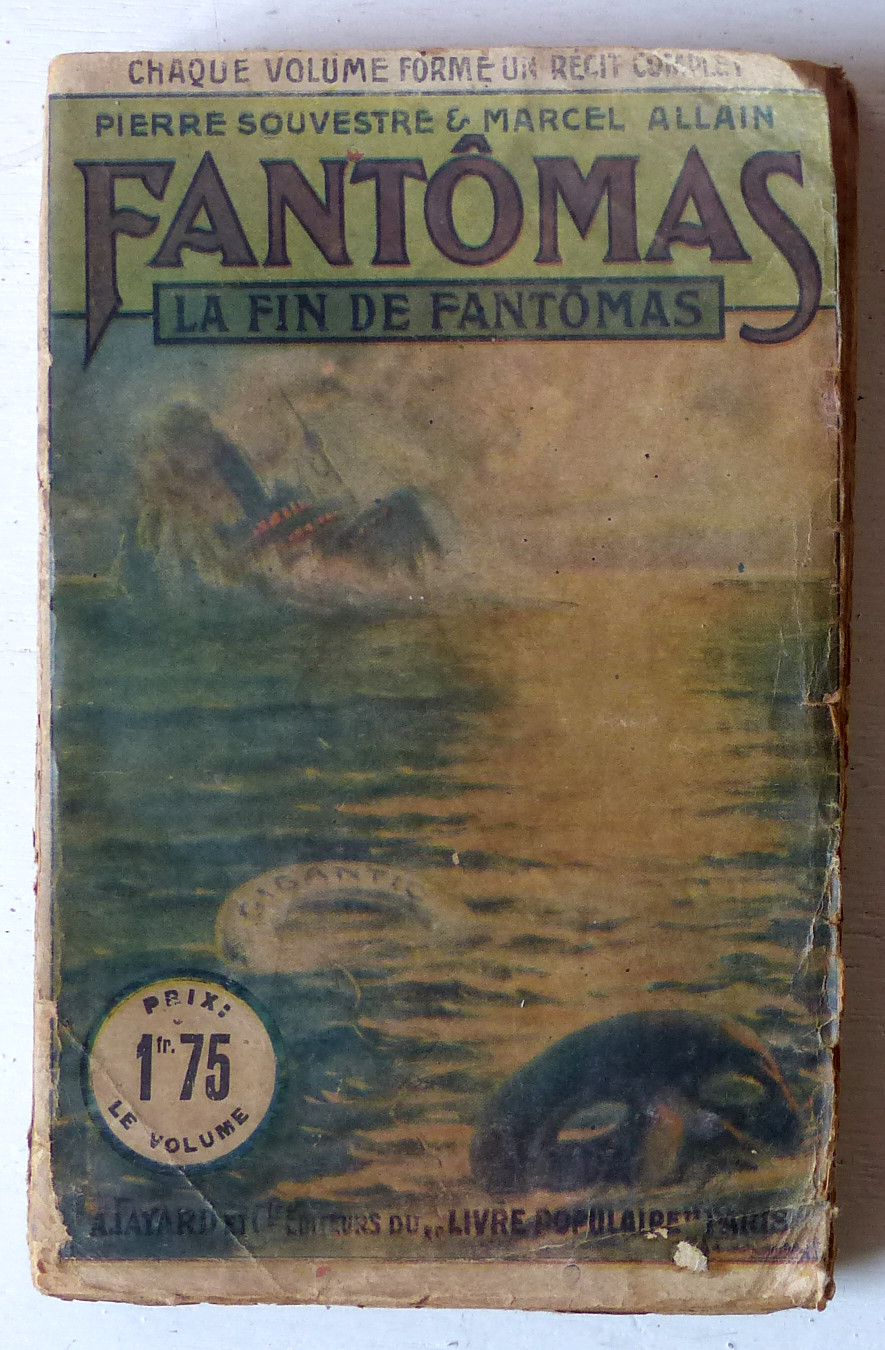 CHAQUE VOLUME FORME UN RÉCIT COMPLET
PIERRE SOUVESTRE & MARCEL ALLAIN
FANTÔMAS
LA FIN DE FANTÔMAS
GIGANTIC
PRIX:
1fr. 75
LE VOLUME
A. FAYARD ET Cie ÉDITEURS DU "LIVRE POPULAIRE" PARIS